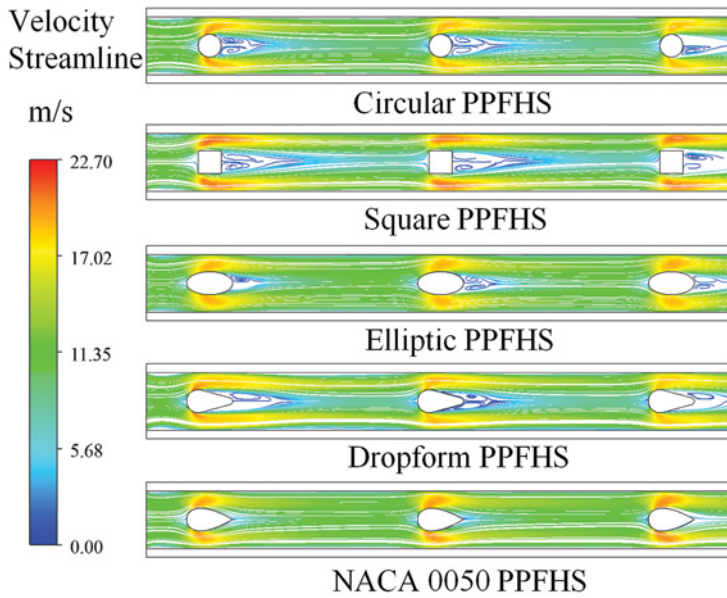 Velocity
Streamline
m/s
22.70
17.02
11.35
5.68
0.00
Circular PPFHS
Square PPFHS
Elliptic PPFHS
Dropform PPFHS
NACA 0050 PPFHS